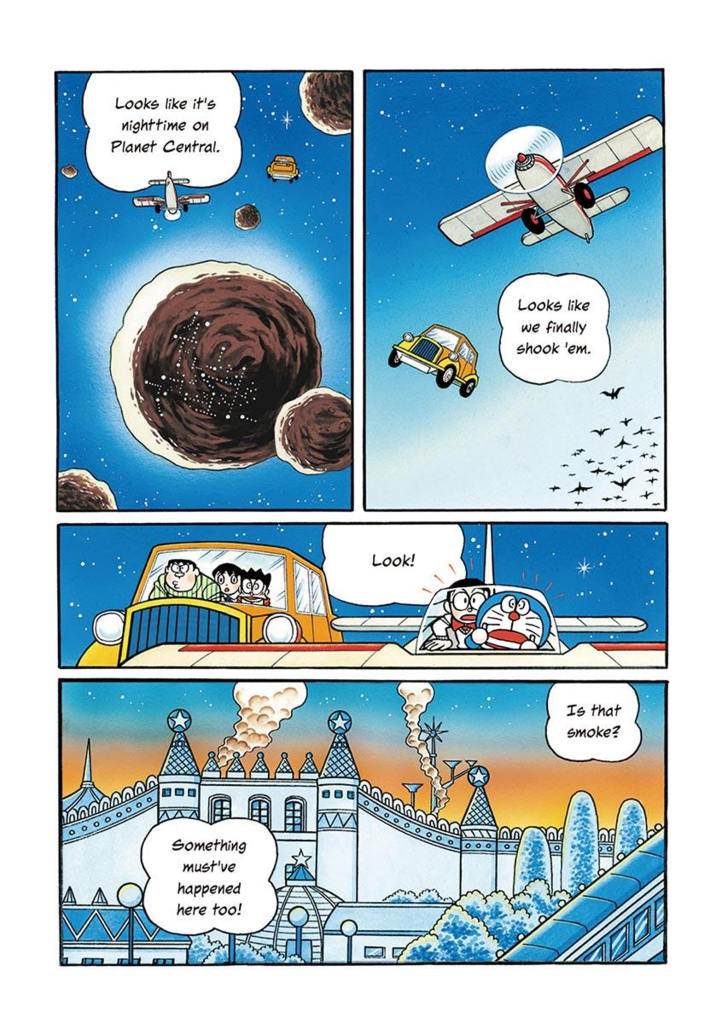 Looks like it's
nighttime on
Planet Central.
Looks like
we finally
shook 'em.
Look!
Is that
smoke?
Something
must've
happened
here too!